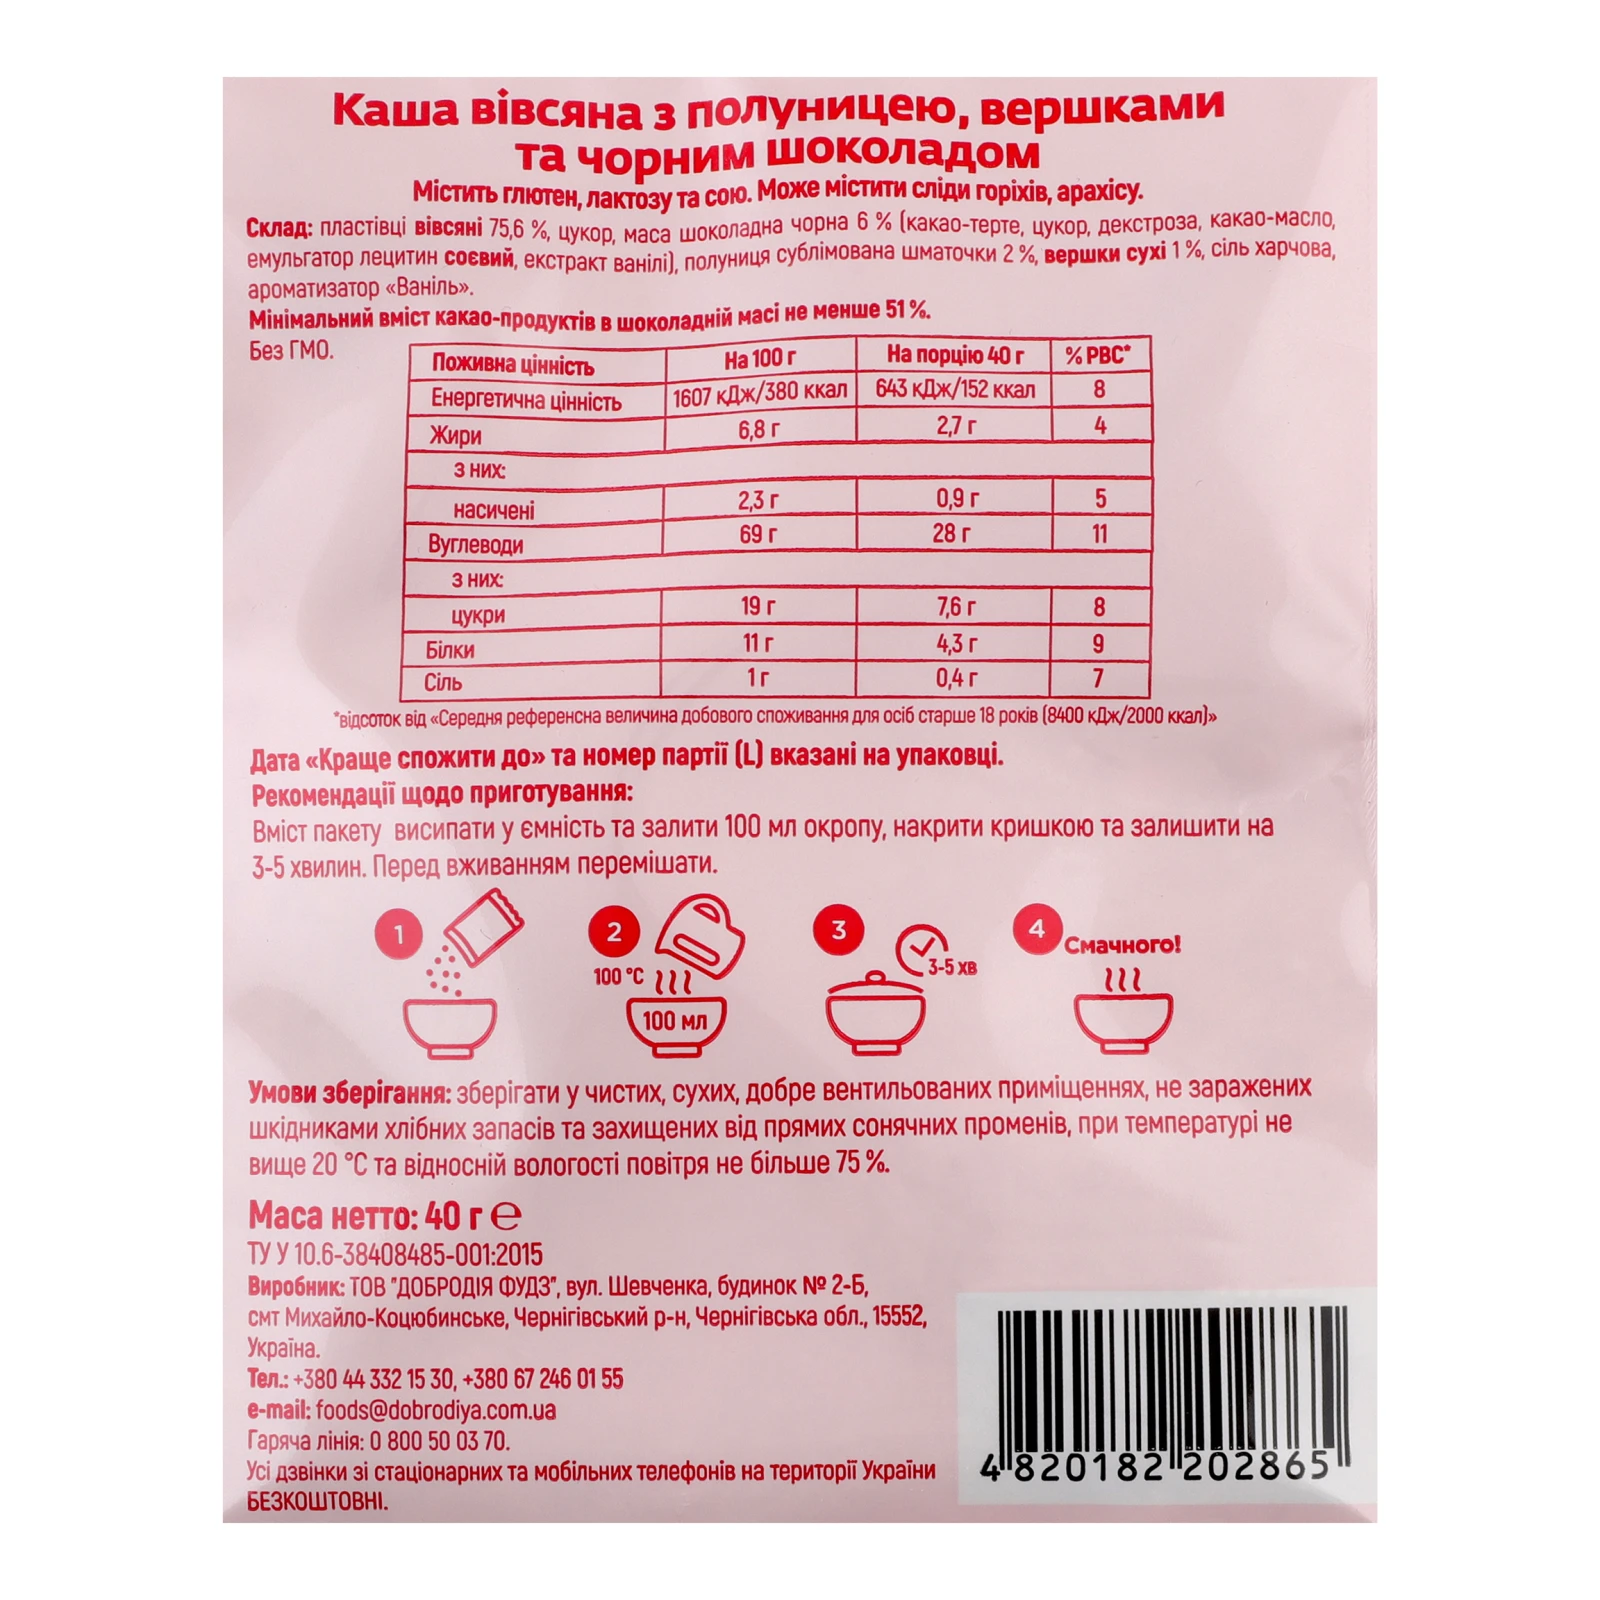 Каша вівсяна з полуницею, вершками
та чорним шоколадом
Містить глютен, лактозу та сою. Може містити сліди горіхів, арахісу.
Склад: пластівці вівсяні 75,6 %, цукор, маса шоколадна чорна 6 % (какао-терте, цукор, декстроза, какао-масло,
емульгатор лецитин соєвий, екстракт ванілі), полуниця сублімована шматочки 2 %, вершки сухі 1 %, сіль харчова,
ароматизатор «Ваніль».
Мінімальний вміст какао-продуктів в шоколадній масі не менше 51 %.
Без ГМО.
Поживна цінність На 100 г На порцію 40 г % РВС*
Енергетична цінність 1607 кДж/380 ккал 643 кДж/152 ккал 8
Жири 6,8 г 2,7 г 4
з них:
насичені 2,3 г 0,9 г 5
Вуглеводи 69 г 28 г 11
з них:
цукри 19 г 7,6 г 8
Білки 11 г 4,3 г 9
Сіль 1 г 0,4 г 7
*відсоток від «Середня референсна величина добового споживання для осіб старше 18 років (8400 кДж/2000 ккал)»
Дата «Краще спожити до» та номер партії (L) вказані на упаковці.
Рекомендації щодо приготування:
Вміст пакету висипати у ємність та залити 100 мл окропу, накрити кришкою та залишити на
3-5 хвилин. Перед вживанням перемішати.
1 2 3 4 Смачного!
100 °C 3-5 хв
100 мл
Умови зберігання: зберігати у чистих, сухих, добре вентильованих приміщеннях, не заражених
шкідниками хлібних запасів та захищених від прямих сонячних променів, при температурі не
вище 20 °C та відносній вологості повітря не більше 75 %.
Маса нетто: 40 г ℮
ТУ У 10.6-38408485-001:2015
Виробник: ТОВ "ДОБРОДІЯ ФУДЗ", вул. Шевченка, будинок № 2-Б,
смт Михайло-Коцюбинське, Чернігівський р-н, Чернігівська обл., 15552,
Україна.
Тел.: +380 44 332 15 30, +380 67 246 01 55
e-mail: foods@dobrodiya.com.ua
Гаряча лінія: 0 800 50 03 70.
Усі дзвінки зі стаціонарних та мобільних телефонів на території України
БЕЗКОШТОВНІ.
4 820182 202865